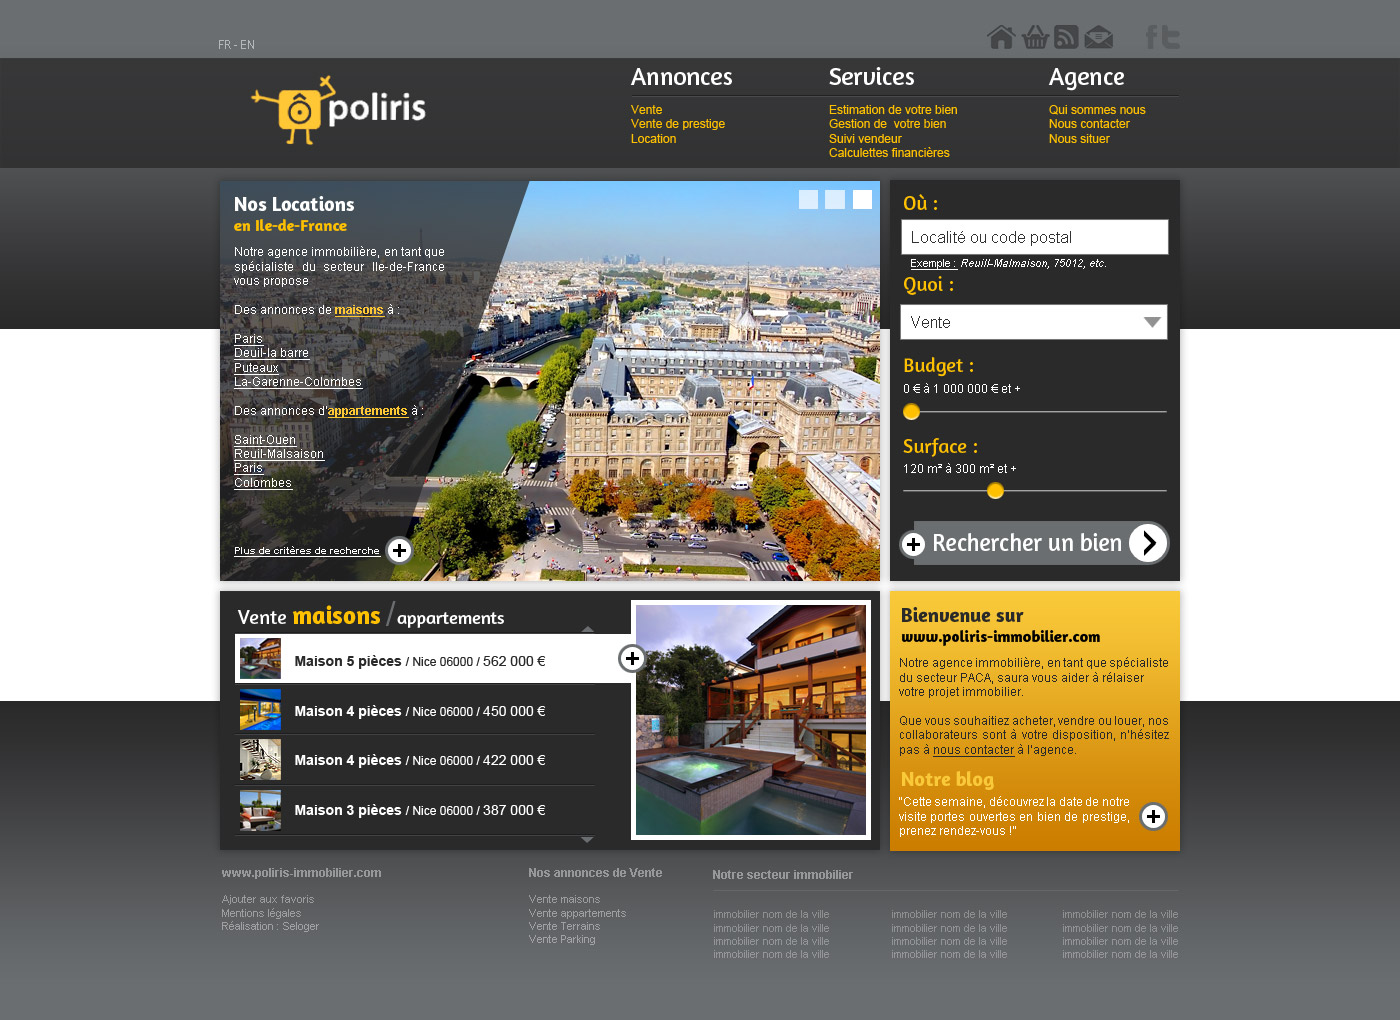 FR - EN
poliris
Annonces
Vente
Vente de prestige
Location
Services
Estimation de votre bien
Gestion de  votre bien
Suivi vendeur
Calculettes financières
Agence
Qui sommes nous
Nous contacter
Nous situer
Nos Locations
en Ile-de-France
Notre agence immobilière, en tant que
spécialiste du secteur Ile-de-France
vous propose
Des annonces de maisons à :
Paris
Deuil-la barre
Puteaux
La-Garenne-Colombes
Des annonces d'appartements à :
Saint-Ouen
Reuil-Malsaison
Paris
Colombes
Plus de critères de recherche
Où :
Localité ou code postal
Exemple : Reuill-Malmaison, 75012, etc.
Quoi :
Vente
Budget :
0 € à 1 000 000 € et +
Surface :
120 m² à 300 m² et +
Rechercher un bien
Vente maisons / appartements
Maison 5 pièces / Nice 06000 / 562 000 €
Maison 4 pièces / Nice 06000 / 450 000 €
Maison 4 pièces / Nice 06000 / 422 000 €
Maison 3 pièces / Nice 06000 / 387 000 €
Bienvenue sur
www.poliris-immobilier.com
Notre agence immobilière, en tant que spécialiste
du secteur PACA, saura vous aider à rélaiser
votre projet immobilier.
Que vous souhaitiez acheter, vendre ou louer, nos
collaborateurs sont à votre disposition, n'hésitez
pas à nous contacter à l'agence.
Notre blog
"Cette semaine, découvrez la date de notre
visite portes ouvertes en bien de prestige,
prenez rendez-vous !"
www.poliris-immobilier.com
Ajouter aux favoris
Mentions légales
Réalisation : Seloger
Nos annonces de Vente
Vente maisons
Vente appartements
Vente Terrains
Vente Parking
Notre secteur immobilier
immobilier nom de la ville
immobilier nom de la ville
immobilier nom de la ville
immobilier nom de la ville
immobilier nom de la ville
immobilier nom de la ville
immobilier nom de la ville
immobilier nom de la ville
immobilier nom de la ville
immobilier nom de la ville
immobilier nom de la ville
immobilier nom de la ville